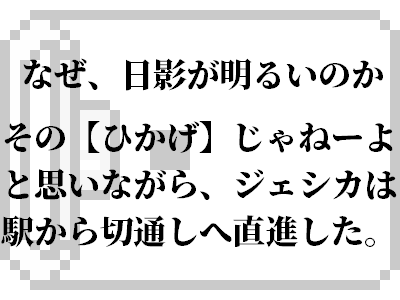 なぜ、日影が明るいのか
その【ひかげ】じゃねーよ
と思いながら、ジェシカは
駅から切通しへ直進した。